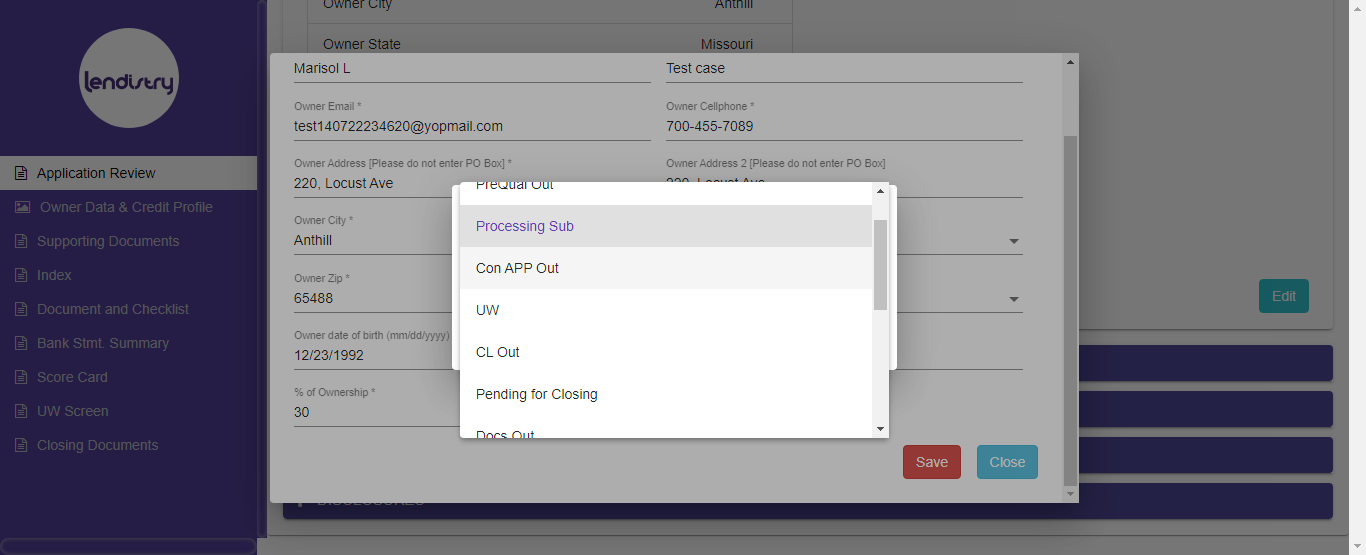 Owner City Anthill
Owner State Missouri
lendistry
Marisol L Test case
Owner Email * Owner Cellphone *
test140722234620@yopmail.com 700-455-7089
Application Review
Owner Address [Please do not enter PO Box] * Owner Address 2 [Please do not enter PO Box]
220, Locust Ave 220, Locust Ave
PreQual Out
Owner Data & Credit Profile
Owner City *
Processing Sub
Supporting Documents
Anthill
Con APP Out
Index
Owner Zip *
65488
Edit
Document and Checklist
UW
Owner date of birth (mm/dd/yyyy)
Bank Stmt. Summary
12/23/1992
CL Out
Score Card
% of Ownership *
Pending for Closing
UW Screen
30
Docs Out
Closing Documents
Save Close
DISCLOSURES